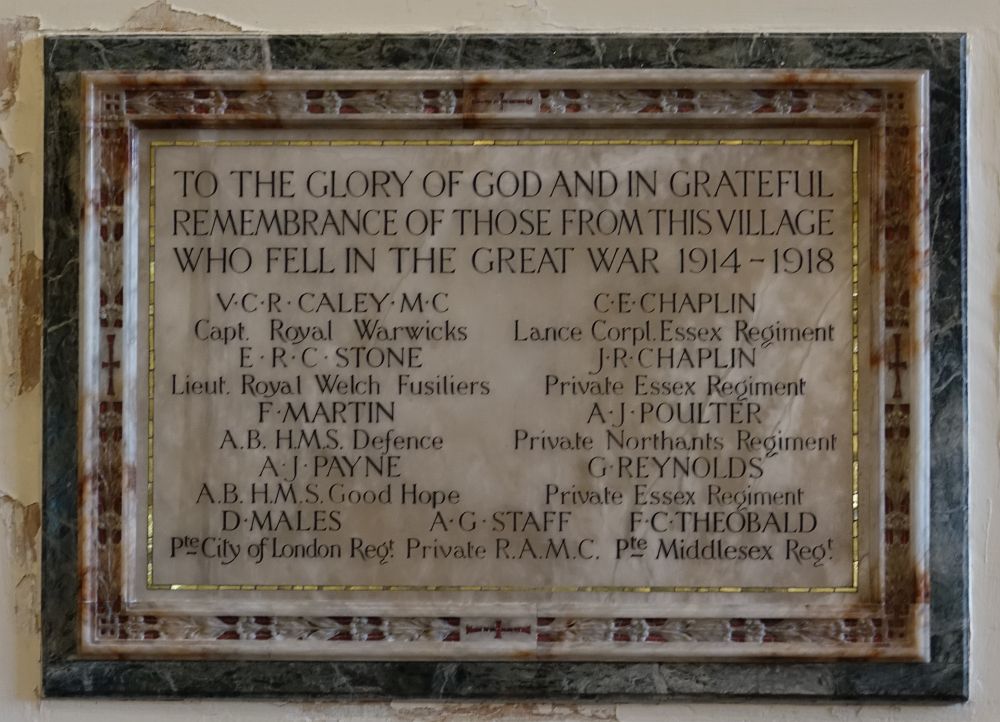 TO THE GLORY OF GOD AND IN GRATEFUL
REMEMBRANCE OF THOSE FROM THIS VILLAGE
WHO FELL IN THE GREAT WAR 1914-1918
V·C·R·CALEY·M·C
Capt. Royal Warwicks
E·R·C·STONE
Lieut. Royal Welch Fusiliers
F·MARTIN
A.B. H.M.S. Defence
A·J·PAYNE
A.B. H.M.S. Good Hope
C·E·CHAPLIN
Lance Corpl. Essex Regiment
J·R·CHAPLIN
Private Essex Regiment
A·J·POULTER
Private Northants Regiment
G·REYNOLDS
Private Essex Regiment
D·MALES
Pte City of London Regt.
A·G·STAFF
Private R.A.M.C.
F·C·THEOBALD
Pte Middlesex Regt.